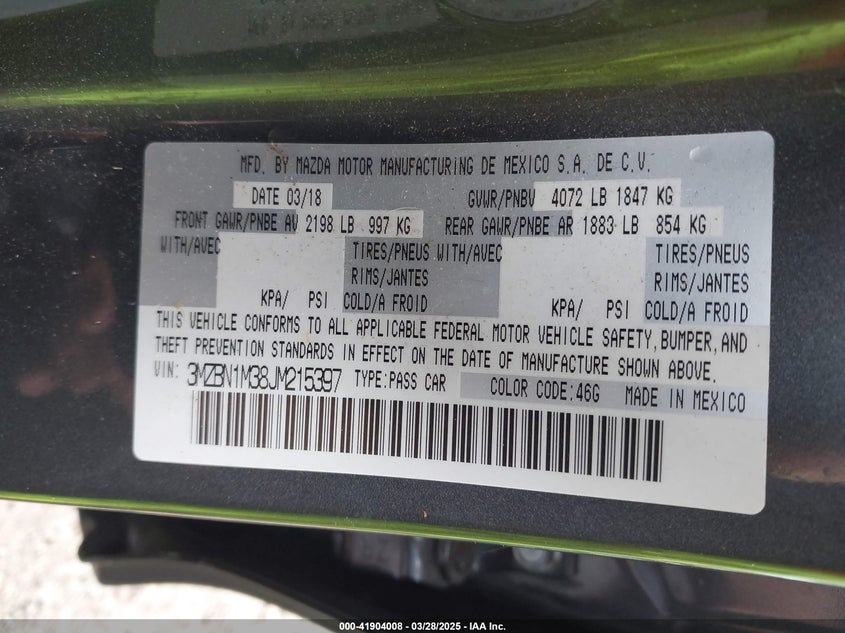 MFD. BY MAZDA MOTOR MANUFACTURING DE MEXICO S.A. DE C.V.
DATE 03/18 GVWR/PNBV 4072 LB 1847 KG
FRONT GAWR/PNBE AV 2198 LB 997 KG REAR GAWR/PNBE AR 1883 LB 854 KG
WITH/AVEC TIRES/PNEUS WITH/AVEC TIRES/PNEUS
RIMS/JANTES RIMS/JANTES
KPA/ PSI COLD/A FROID KPA/ PSI COLD/A FROID
THIS VEHICLE CONFORMS TO ALL APPLICABLE FEDERAL MOTOR VEHICLE SAFETY, BUMPER, AND
THEFT PREVENTION STANDARDS IN EFFECT ON THE DATE OF MANUFACTURE SHOWN ABOVE.
VIN: 3MZBN1M38JM215397 TYPE:PASS CAR COLOR CODE:46G MADE IN MEXICO
000-41904008 - 03/28/2025 - IAA Inc.